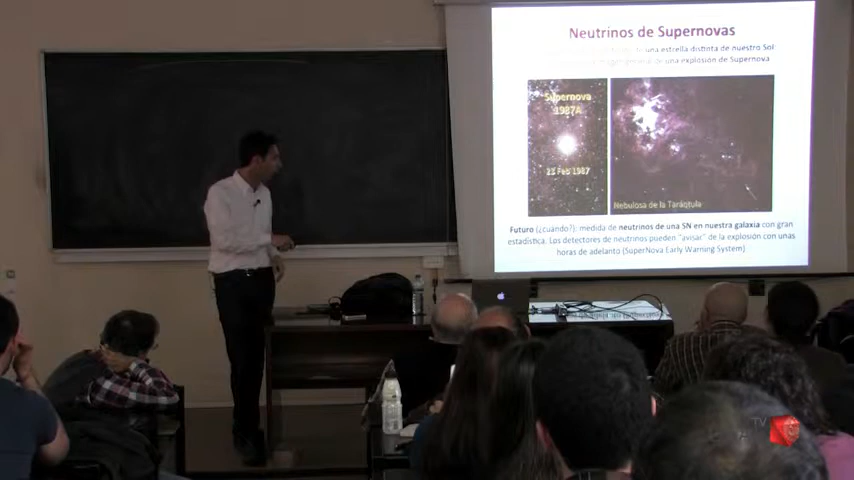 Neutrinos de Supernovas
una estrella distinta de nuestro Sol
de una explosión de Supernova
Supernova
1987A
23 Feb 1987
Nebulosa de la Tarántula
Futuro (¿cuándo?): medida de neutrinos de una SN en nuestra galaxia con gran
estadística. Los detectores de neutrinos pueden "avisar" de la explosión con unas
horas de adelanto (SuperNova Early Warning System)
TV